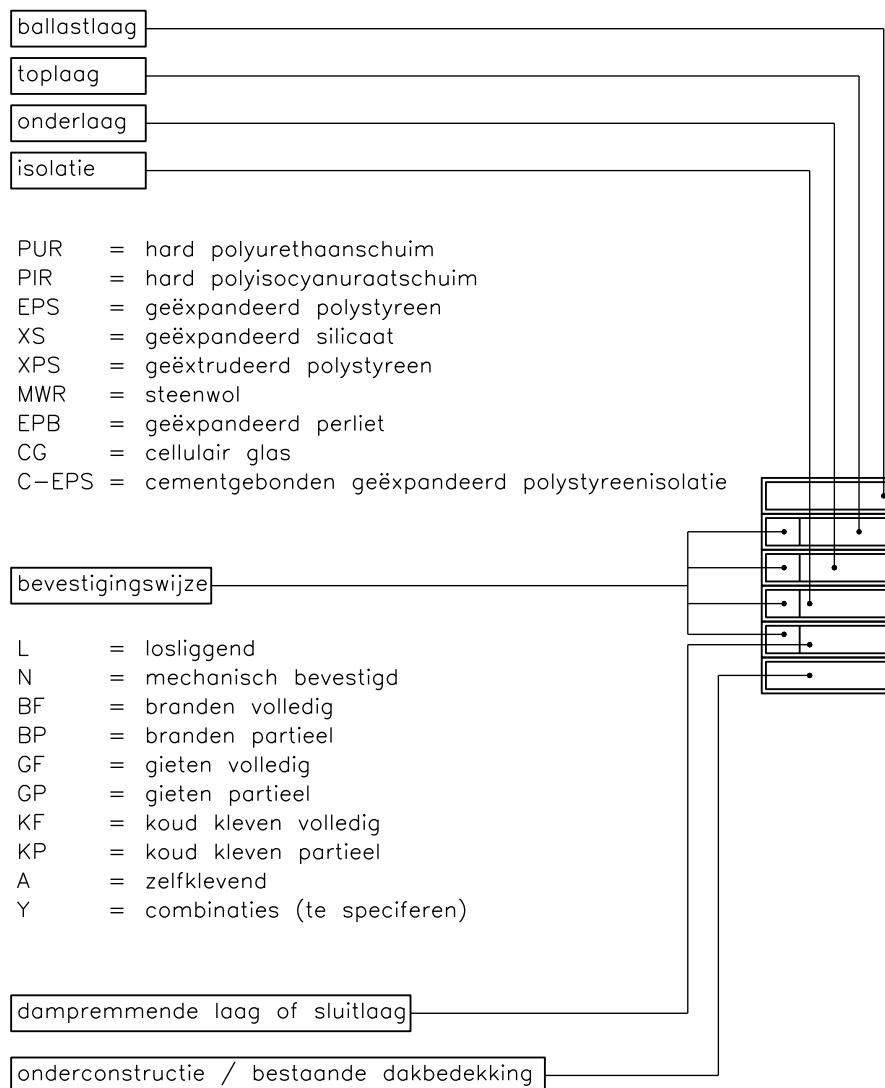 ballastlaag
toplaag
onderlaag
isolatie
PUR = hard polyurethaanschuim
PIR = hard polyisocyanuraatschuim
EPS = geëxpandeerd polystyreen
XS = geëxpandeerd silicaat
XPS = geëxtrudeerd polystyreen
MWR = steenwol
EPB = geëxpandeerd perliet
CG = cellulair glas
C-EPS = cementgebonden geëxpandeerd polystyreenisolatie
bevestigingswijze
L = losliggend
N = mechanisch bevestigd
BF = branden volledig
BP = branden partieel
GF = gieten volledig
GP = gieten partieel
KF = koud kleven volledig
KP = koud kleven partieel
A = zelfklevend
Y = combinaties (te speciferen)
dampremmende laag of sluitlaag
onderconstructie / bestaande dakbedekking